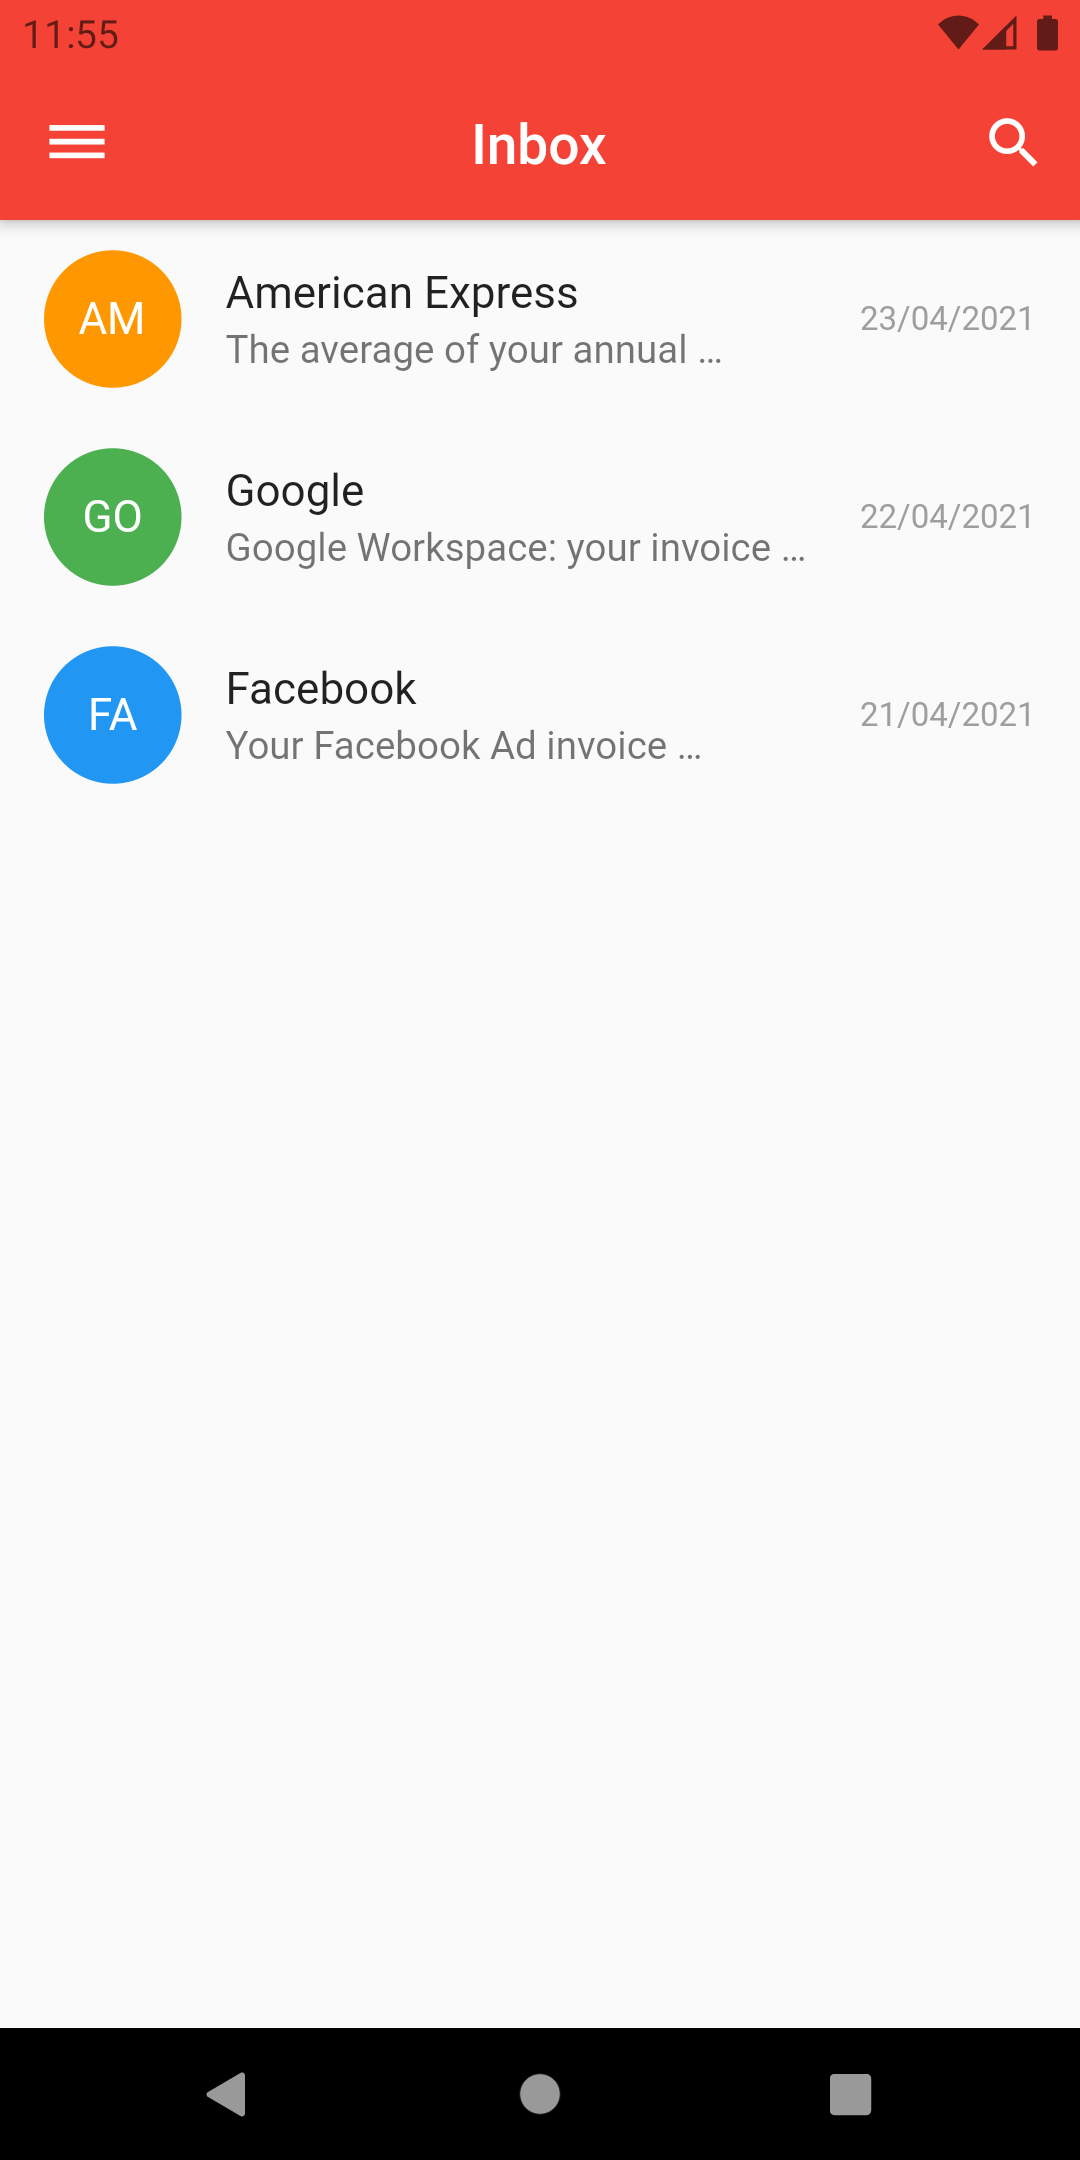 11:55
Inbox
AM
American Express
The average of your annual ...
23/04/2021
GO
Google
Google Workspace: your invoice ...
22/04/2021
FA
Facebook
Your Facebook Ad invoice ...
21/04/2021